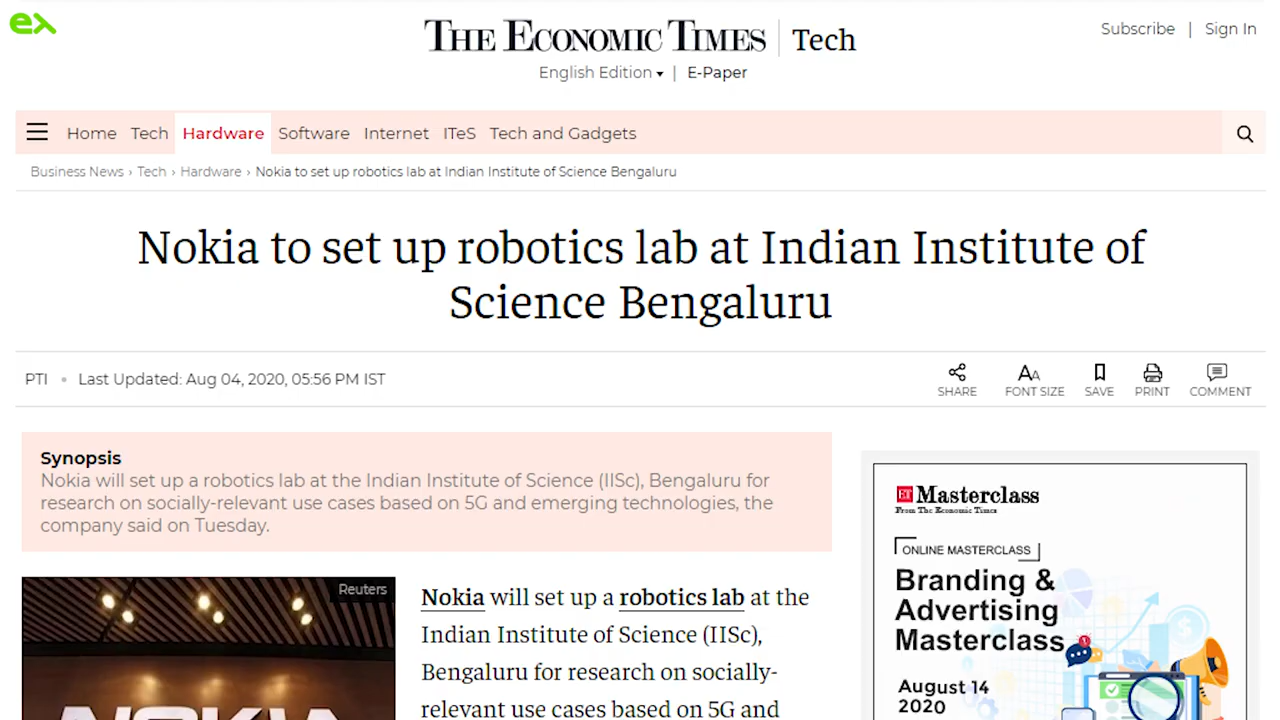 ex
THE ECONOMIC TIMES | Tech
Subscribe | Sign In
English Edition | E-Paper
Home Tech Hardware Software Internet ITeS Tech and Gadgets
Business News › Tech › Hardware › Nokia to set up robotics lab at Indian Institute of Science Bengaluru
Nokia to set up robotics lab at Indian Institute of
Science Bengaluru
PTI • Last Updated: Aug 04, 2020, 05:56 PM IST
SHARE FONT SIZE SAVE PRINT COMMENT
Synopsis
Nokia will set up a robotics lab at the Indian Institute of Science (IISc), Bengaluru for
research on socially-relevant use cases based on 5G and emerging technologies, the
company said on Tuesday.
Reuters
NOKIA
Nokia will set up a robotics lab at the
Indian Institute of Science (IISc),
Bengaluru for research on socially-
relevant use cases based on 5G and
ET Masterclass
From The Economic Times
ONLINE MASTERCLASS
Branding &
Advertising
Masterclass
August 14
2020